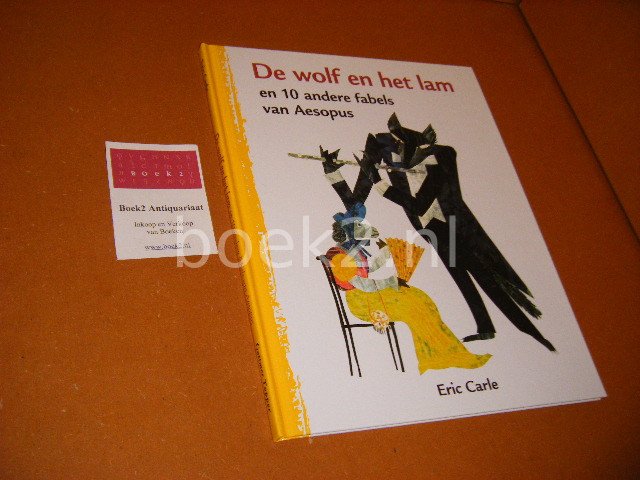 De wolf en het lam
en 10 andere fabels
van Aesopus
Eric Carle
BOEK2
Boek2 Antiquariaat
Inkoop en Verkoop
van Boeken
www.boek2.nl
boek2.nl